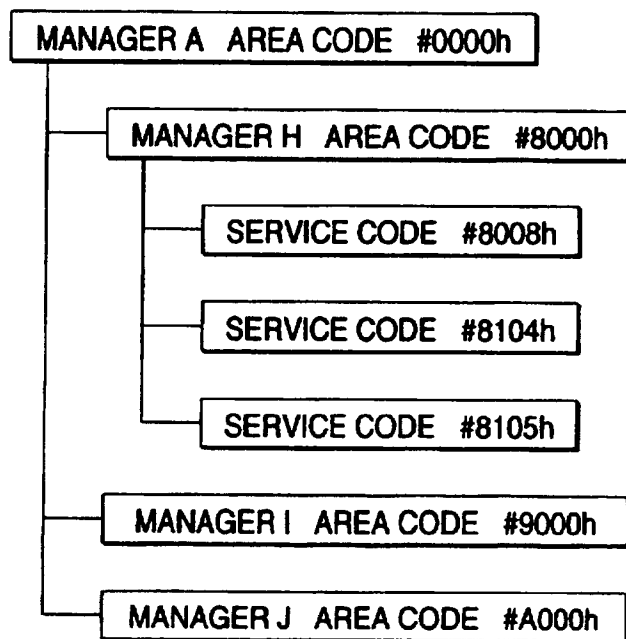 MANAGER A AREA CODE #0000h
MANAGER H AREA CODE #8000h
SERVICE CODE #8008h
SERVICE CODE #8104h
SERVICE CODE #8105h
MANAGER I AREA CODE #9000h
MANAGER J AREA CODE #A000h